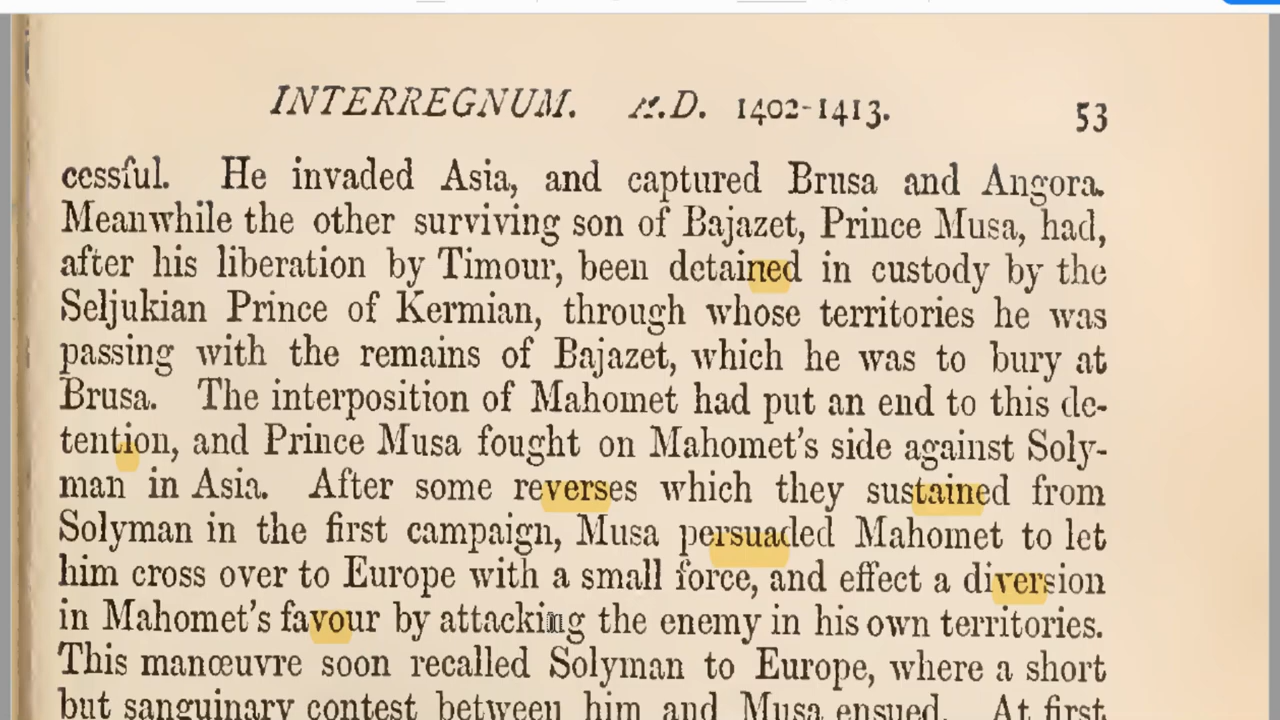 INTERREGNUM. A.D. 1402-1413. 53
cessful. He invaded Asia, and captured Brusa and Angora.
Meanwhile the other surviving son of Bajazet, Prince Musa, had,
after his liberation by Timour, been detained in custody by the
Seljukian Prince of Kermian, through whose territories he was
passing with the remains of Bajazet, which he was to bury at
Brusa. The interposition of Mahomet had put an end to this de-
tention, and Prince Musa fought on Mahomet's side against Soly-
man in Asia. After some reverses which they sustained from
Solyman in the first campaign, Musa persuaded Mahomet to let
him cross over to Europe with a small force, and effect a diversion
in Mahomet's favour by attacking the enemy in his own territories.
This manœuvre soon recalled Solyman to Europe, where a short
but sanguinary contest between him and Musa ensued. At first